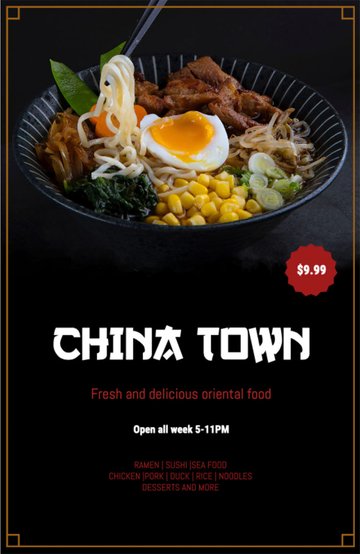 $9.99
CHINA TOWN
Fresh and delicious oriental food
Open all week 5-11PM
RAMEN | SUSHI |SEA FOOD
CHICKEN |PORK | DUCK | RICE | NOODLES
DESSERTS AND MORE